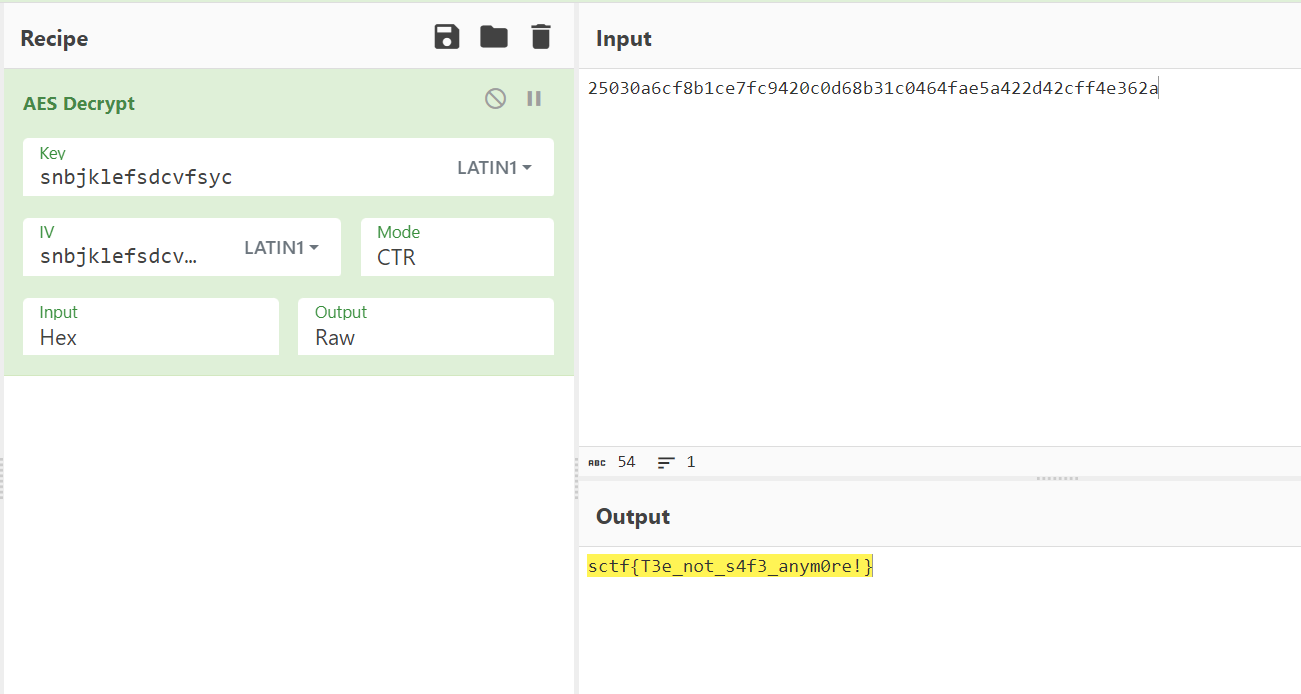 Recipe
AES Decrypt
Key
snbjklefsdcvfsyc
LATIN1
IV
snbjklefsdcv…
LATIN1
Mode
CTR
Input
Hex
Output
Raw
Input
25030a6cf8b1ce7fc9420c0d68b31c0464fae5a422d42cff4e362a
ABC 54 1
Output
sctf{T3e_not_s4f3_anym0re!}